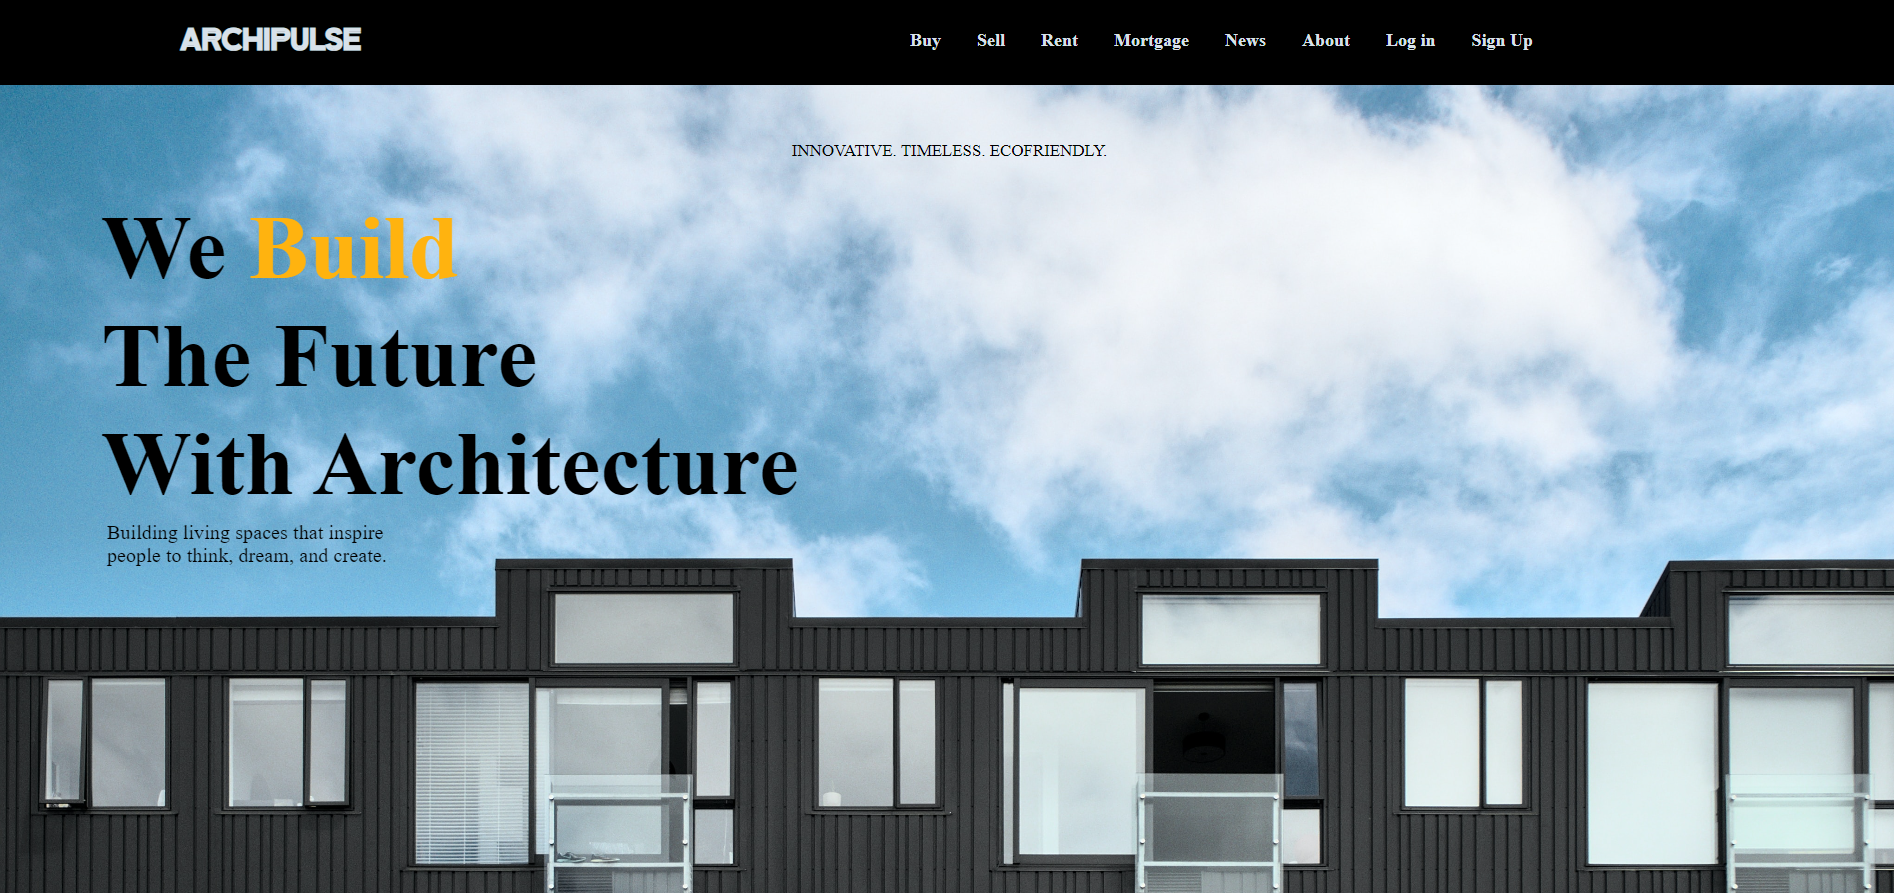 ARCHIPULSE
Buy Sell Rent Mortgage News About Log in Sign Up
INNOVATIVE. TIMELESS. ECOFRIENDLY.
We Build
The Future
With Architecture
Building living spaces that inspire
people to think, dream, and create.